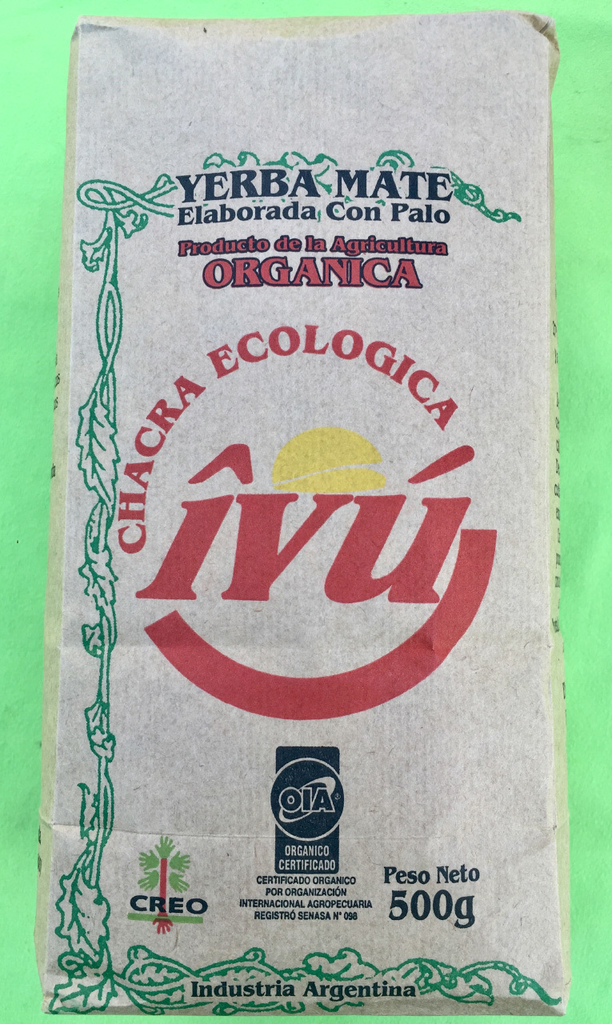 YERBA MATE
Elaborada Con Palo
Producto de la Agricultura
ORGANICA
CHACRA ECOLOGICA
îvú
OIA
ORGANICO
CERTIFICADO
CERTIFICADO ORGANICO
POR ORGANIZACIÓN
INTERNACIONAL AGROPECUARIA
REGISTRÓ SENASA N° 098
CREO
Peso Neto
500g
Industria Argentina